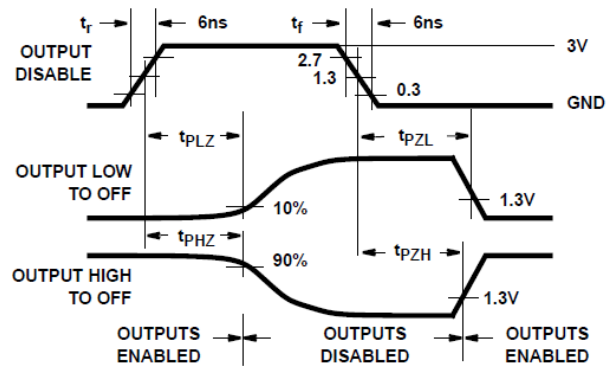 tr 6ns tf 6ns
OUTPUT
DISABLE
3V
2.7
1.3
0.3
GND
tPLZ tPZL
OUTPUT LOW
TO OFF
10%
1.3V
tPHZ tPZH
90%
OUTPUT HIGH
TO OFF
1.3V
OUTPUTS
ENABLED
OUTPUTS
DISABLED
OUTPUTS
ENABLED